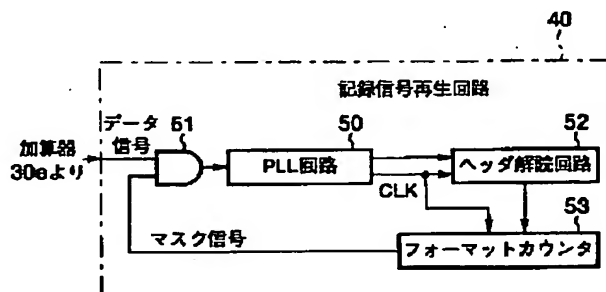 40
記録信号再生回路
データ
信号
51
50
52
加算器
30eより
PLL回路
ヘッダ解読回路
CLK
53
マスク信号
フォーマットカウンタ